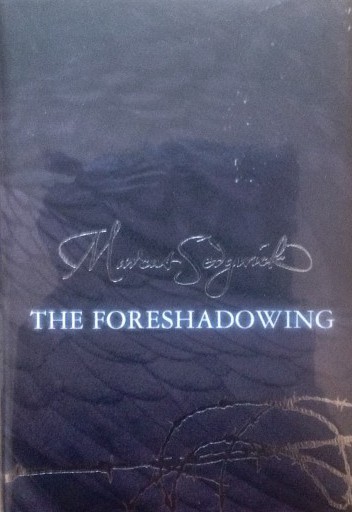 Marcus Sedgwick
THE FORESHADOWING